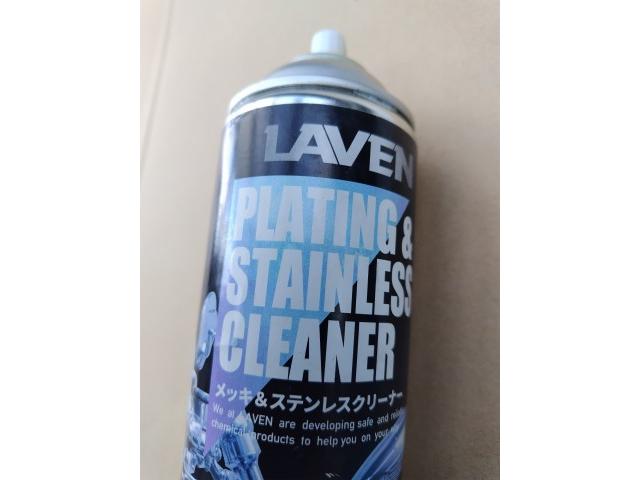 LAVEN
PLATING &
STAINLESS
CLEANER
メッキ&ステンレスクリーナー
We at LAVEN are developing safe and
chemical products to help you on your